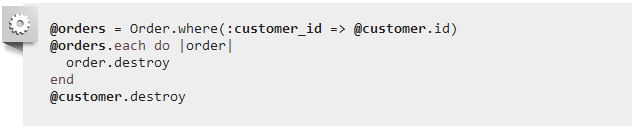 @orders = Order.where(:customer_id => @customer.id)
@orders.each do |order|
  order.destroy
end
@customer.destroy